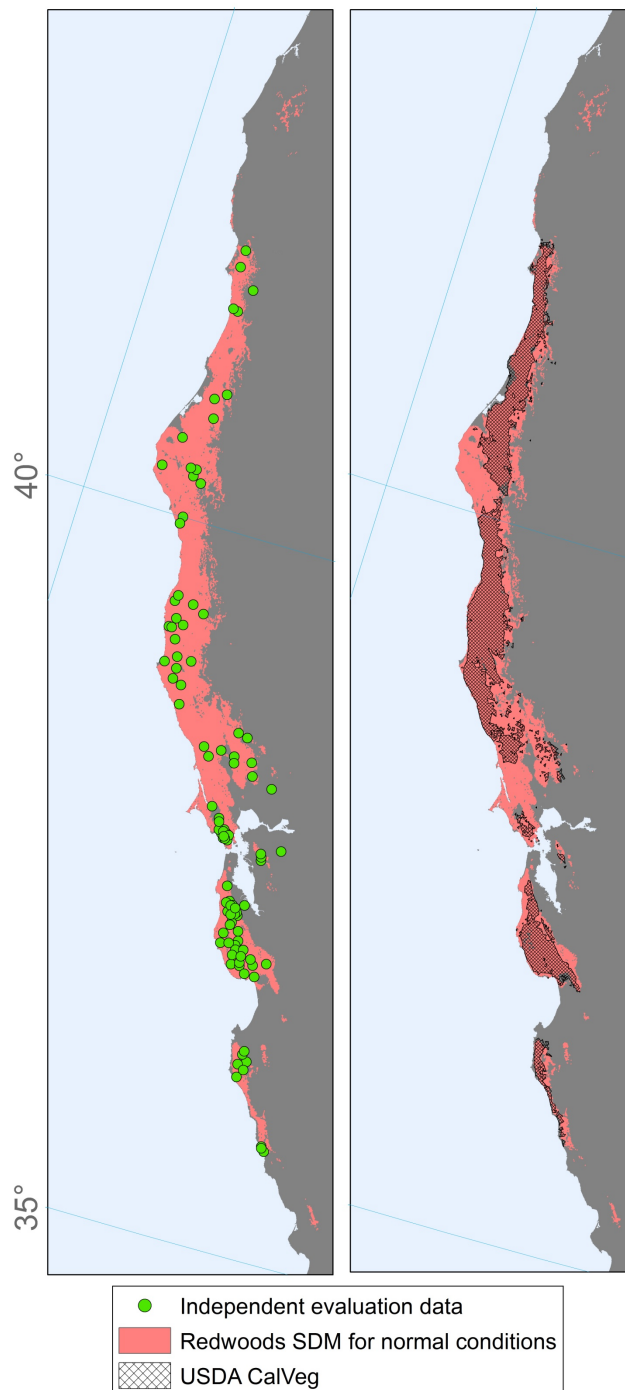 40°
35°
Independent evaluation data
Redwoods SDM for normal conditions
USDA CalVeg